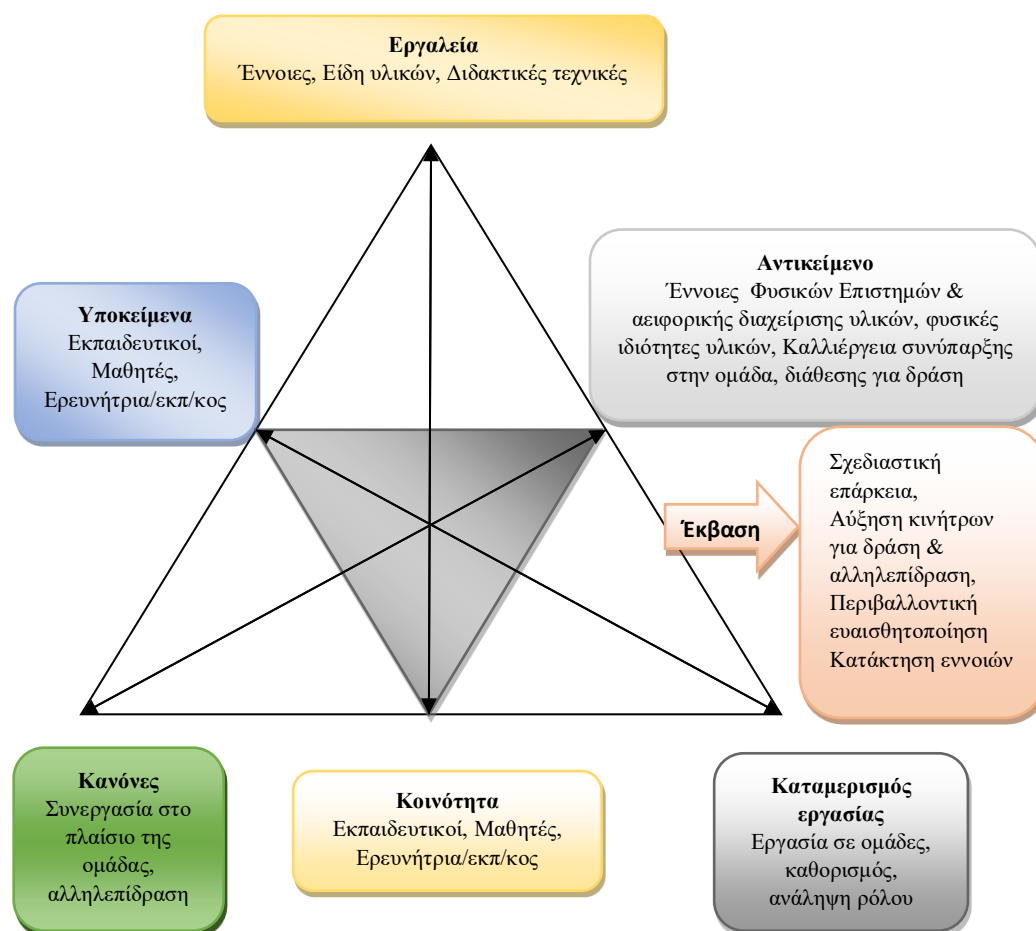 Εργαλεία
Έννοιες, Είδη υλικών, Διδακτικές τεχνικές
Αντικείμενο
Έννοιες Φυσικών Επιστημών &
αειφορικής διαχείρισης υλικών, φυσικές
ιδιότητες υλικών, Καλλιέργεια συνύπαρξης
στην ομάδα, διάθεσης για δράση
Υποκείμενα
Εκπαιδευτικοί,
Μαθητές,
Ερευνήτρια/εκπ/κος
Έκβαση
Σχεδιαστική
επάρκεια,
Αύξηση κινήτρων
για δράση &
αλληλεπίδραση,
Περιβαλλοντική
ευαισθητοποίηση
Κατάκτηση εννοιών
Κανόνες
Συνεργασία στο
πλαίσιο της
ομάδας,
αλληλεπίδραση
Κοινότητα
Εκπαιδευτικοί, Μαθητές,
Ερευνήτρια/εκπ/κος
Καταμερισμός
εργασίας
Εργασία σε ομάδες,
καθορισμός,
ανάληψη ρόλου